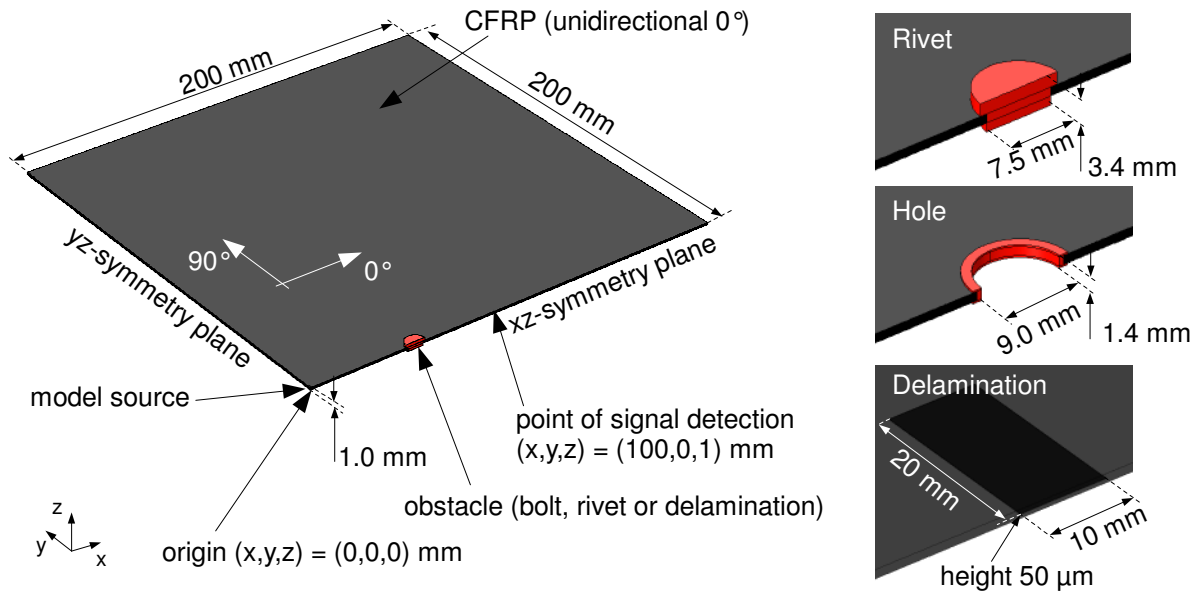 CFRP (unidirectional 0°)
200 mm
200 mm
90°
0°
yz-symmetry plane
xz-symmetry plane
model source
1.0 mm
point of signal detection
(x,y,z) = (100,0,1) mm
obstacle (bolt, rivet or delamination)
origin (x,y,z) = (0,0,0) mm
z
y
x
Rivet
7.5 mm
3.4 mm
Hole
9.0 mm
1.4 mm
Delamination
20 mm
10 mm
height 50 µm